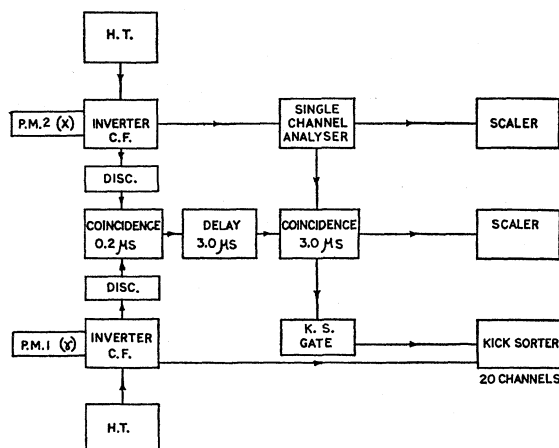 H.T.
P.M.2 (X)
INVERTER
C.F.
SINGLE
CHANNEL
ANALYSER
SCALER
DISC.
COINCIDENCE
0.2 μS
DELAY
3.0 μS
COINCIDENCE
3.0 μS
SCALER
DISC.
P.M.1 (γ)
INVERTER
C.F.
K. S.
GATE
KICK SORTER
20 CHANNELS
H.T.